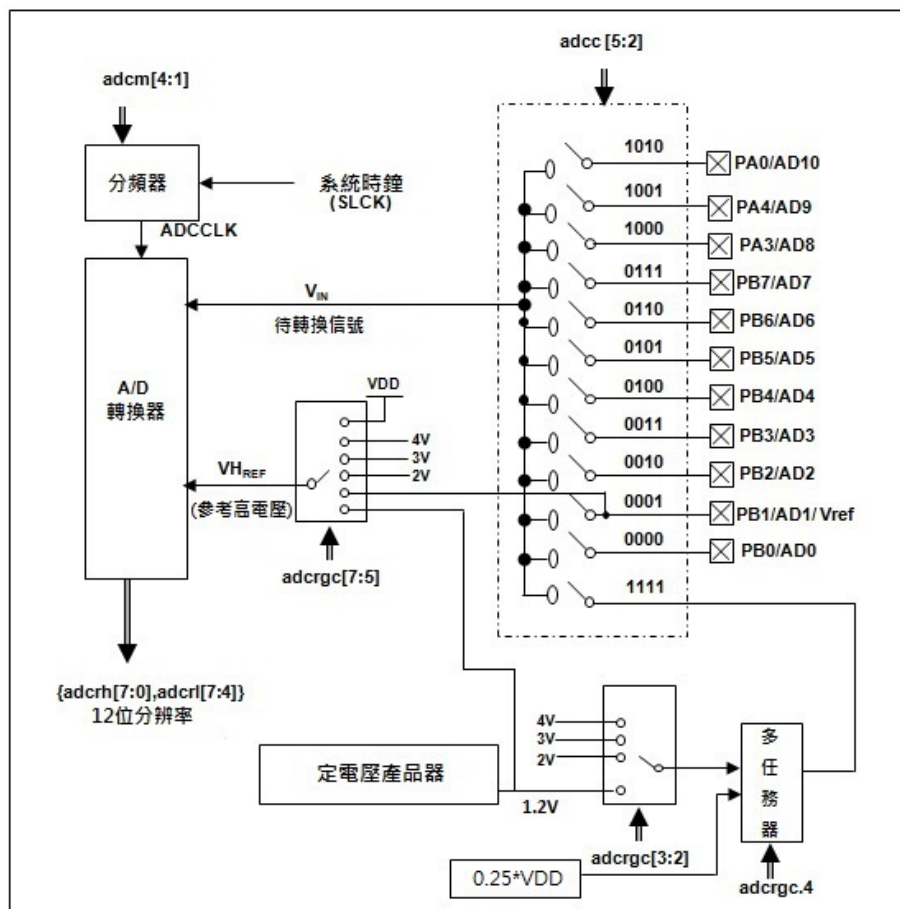 adcc [5:2]
adcm[4:1]
分頻器
系統時鐘
(SLCK)
ADCCLK
1010
PA0/AD10
1001
PA4/AD9
1000
PA3/AD8
0111
PB7/AD7
VIN
0110
PB6/AD6
待轉換信號
0101
PB5/AD5
A/D
轉換器
VDD
0100
PB4/AD4
4V
0011
PB3/AD3
3V
VHREF
2V
0010
PB2/AD2
(參考高電壓)
0001
PB1/AD1/Vref
0000
PB0/AD0
adcrgc[7:5]
1111
{adcrh[7:0],adcrl[7:4]}
12位分辨率
4V
3V
2V
定電壓產品器
1.2V
多任務器
adcrgc[3:2]
0.25*VDD
adcrgc.4